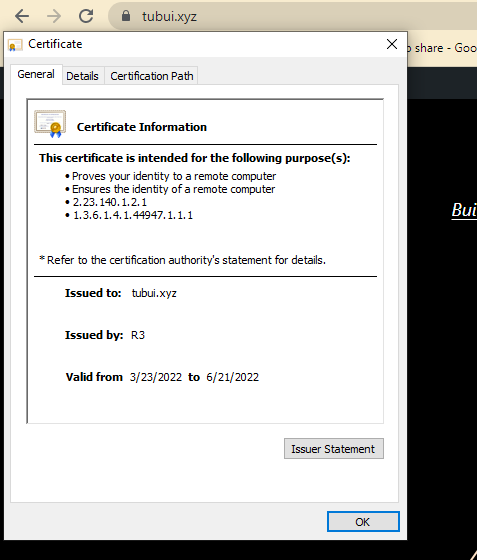 tubui.xyz
Certificate
share - Goo
General Details Certification Path
Certificate Information
This certificate is intended for the following purpose(s):
• Proves your identity to a remote computer
• Ensures the identity of a remote computer
• 2.23.140.1.2.1
• 1.3.6.1.4.1.44947.1.1.1
* Refer to the certification authority's statement for details.
Bui
Issued to: tubui.xyz
Issued by: R3
Valid from 3/23/2022 to 6/21/2022
Issuer Statement
OK